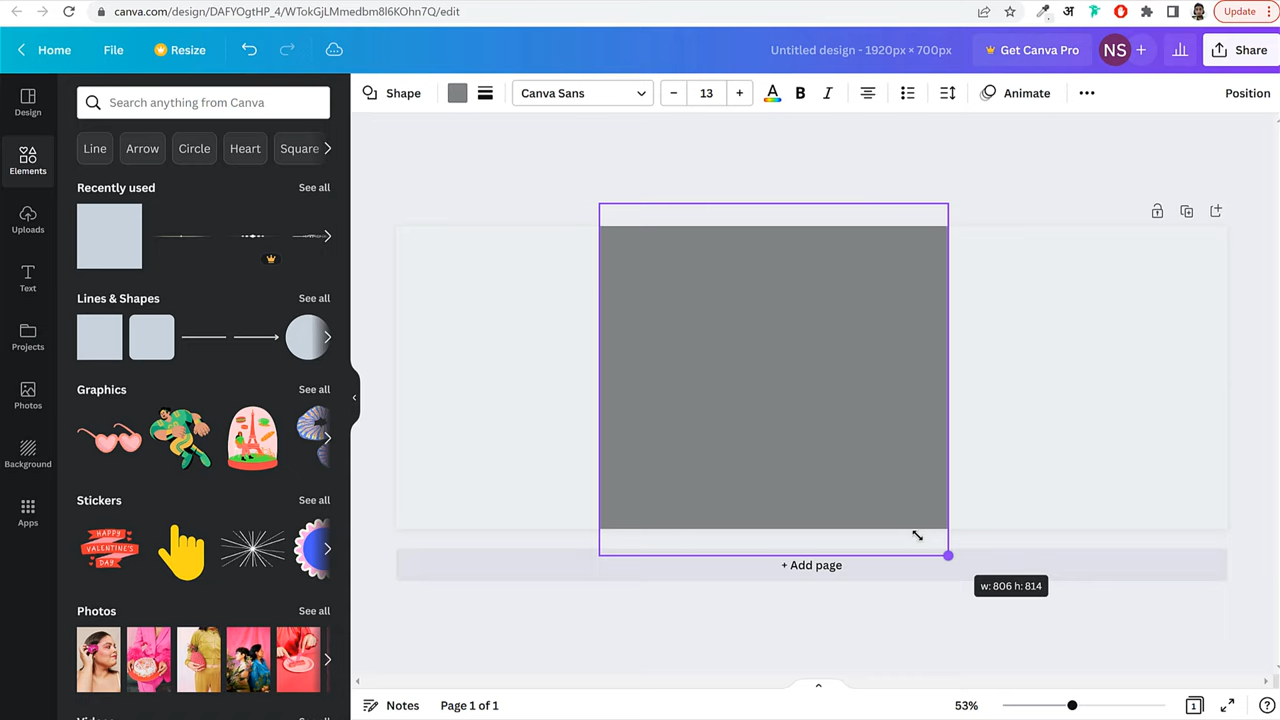 canva.com/design/DAFYOgtHP_4/WTokGjLMmedbm8l6KOhn7Q/edit
Update
Home
File
Resize
Untitled design - 1920px × 700px
Get Canva Pro
NS
Share
Design
Elements
Uploads
Text
Projects
Photos
Background
Apps
Search anything from Canva
Line
Arrow
Circle
Heart
Square
Recently used
See all
Lines & Shapes
See all
Graphics
See all
Stickers
See all
HAPPY
VALENTINE'S
DAY
Photos
See all
Shape
Canva Sans
13
A
B
I
Animate
Position
+ Add page
w: 806 h: 814
Notes
Page 1 of 1
53%
1